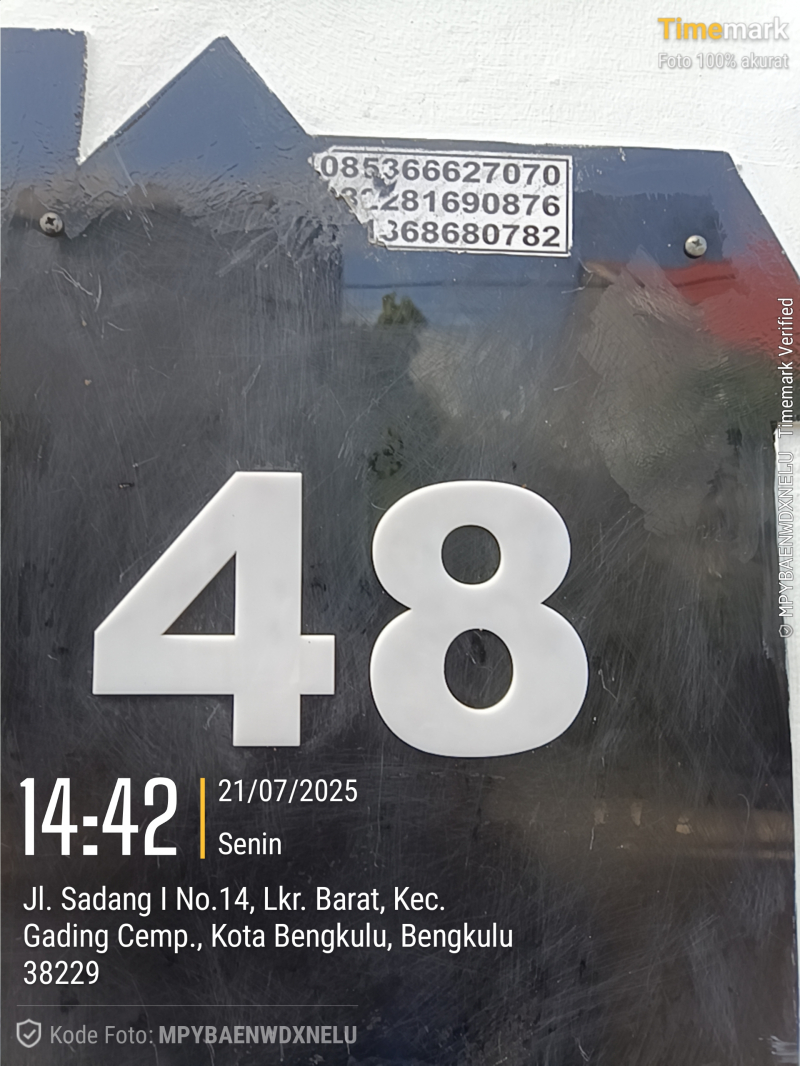 Timemark
Foto 100% akurat
085366627070
281690876
368680782
© MPYBAENWDXNELU Timemark Verified
48
14:42
21/07/2025
Senin
Jl. Sadang I No.14, Lkr. Barat, Kec.
Gading Cemp., Kota Bengkulu, Bengkulu
38229
Kode Foto: MPYBAENWDXNELU